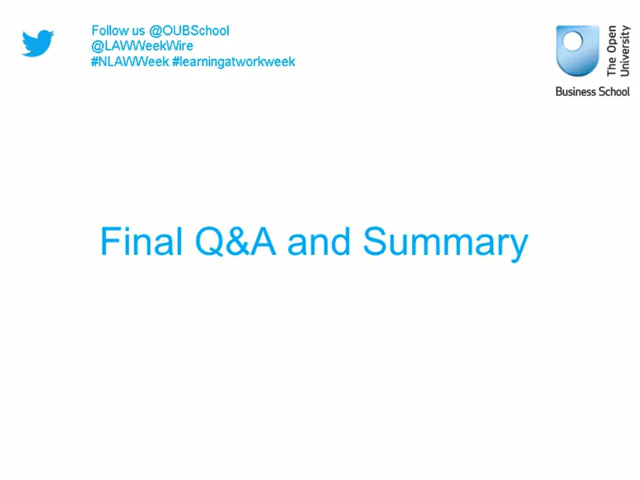 Follow us @OUBSchool
@LAWWeekWire
#NLAWWeek #learningatworkweek
The Open
University
Business School
Final Q&A and Summary